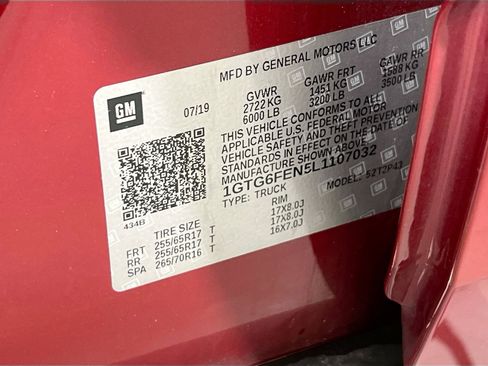 MFD BY GENERAL MOTORS LLC
GM
07/19
GVWR GAWR FRT GAWR RR
2722 KG 1451 KG 1588 KG
6000 LB 3200 LB 3500 LB
THIS VEHICLE CONFORMS TO ALL
APPLICABLE U.S. FEDERAL MOTOR
VEHICLE SAFETY AND
STANDARDS IN EFFECT ON THE DATE OF
MANUFACTURE SHOWN ABOVE.
1GTG6FEN5L1107032
TYPE: TRUCK MODEL: 52T2P43
434B
TIRE SIZE RIM
FRT 255/65R17 T 17X8.0J
RR 255/65R17 T 17X8.0J
SPA 265/70R16 T 16X7.0J